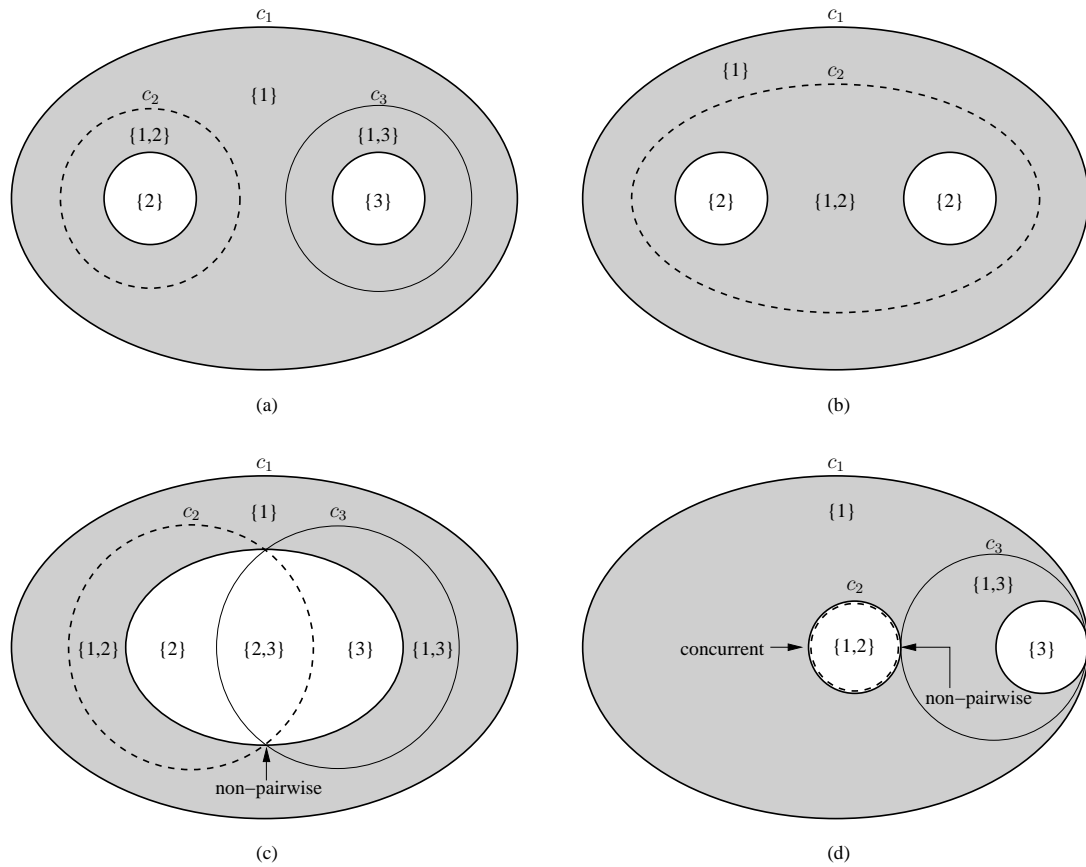 c₁
{1}
c₂
c₃
{1,2}
{1,3}
{2}
{3}
(a)
c₁
{1}
c₂
{2}
{1,2}
{2}
(b)
c₁
{1}
c₂
c₃
{1,2}
{2}
{2,3}
{3}
{1,3}
non−pairwise
(c)
c₁
{1}
c₃
c₂
{1,3}
concurrent
{1,2}
{3}
non−pairwise
(d)